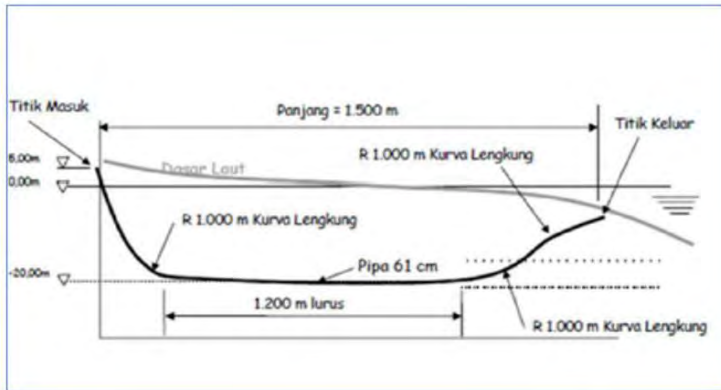 Panjang = 1.500 m
Titik Masuk
Titik Keluar
R 1.000 m Kurva Lengkung
6,00m
Dasar Laut
0,00m
R 1.000 m Kurva Lengkung
-20,00m
Pipa 61 cm
1.200 m lurus
R 1.000 m Kurva Lengkung